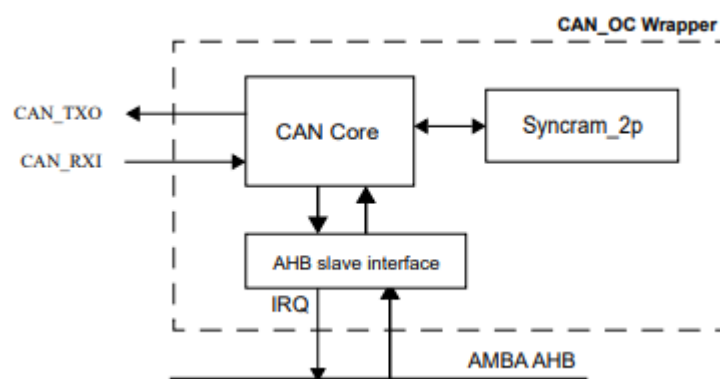 CAN_OC Wrapper
CAN_TXO
CAN Core
Syncram_2p
CAN_RXI
AHB slave interface
IRQ
AMBA AHB